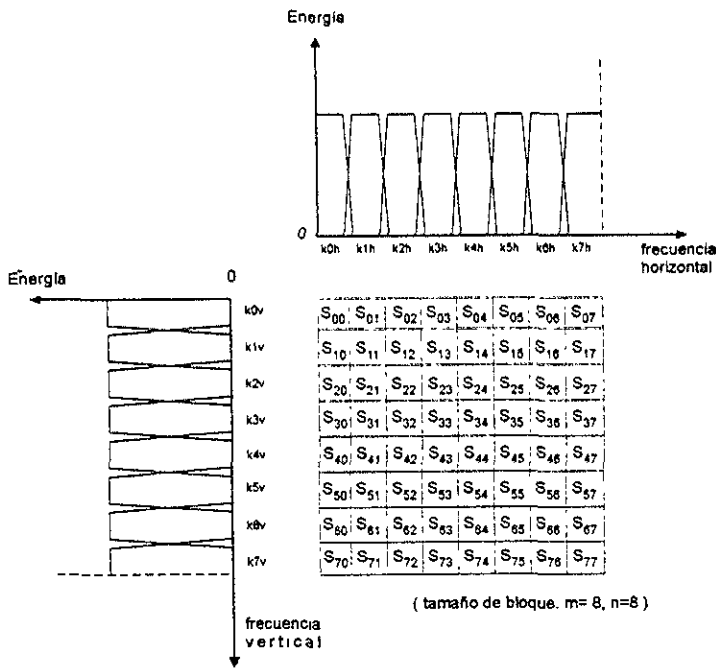 Energía
0
k0h k1h k2h k3h k4h k5h k6h k7h
frecuencia
horizontal
Energía
0
k0v
k1v
k2v
k3v
k4v
k5v
k6v
k7v
S00 S01 S02 S03 S04 S05 S06 S07
S10 S11 S12 S13 S14 S15 S16 S17
S20 S21 S22 S23 S24 S25 S26 S27
S30 S31 S32 S33 S34 S35 S36 S37
S40 S41 S42 S43 S44 S45 S46 S47
S50 S51 S52 S53 S54 S55 S56 S57
S60 S61 S62 S63 S64 S65 S66 S67
S70 S71 S72 S73 S74 S75 S76 S77
( tamaño de bloque. m= 8, n=8 )
frecuencia
vertical